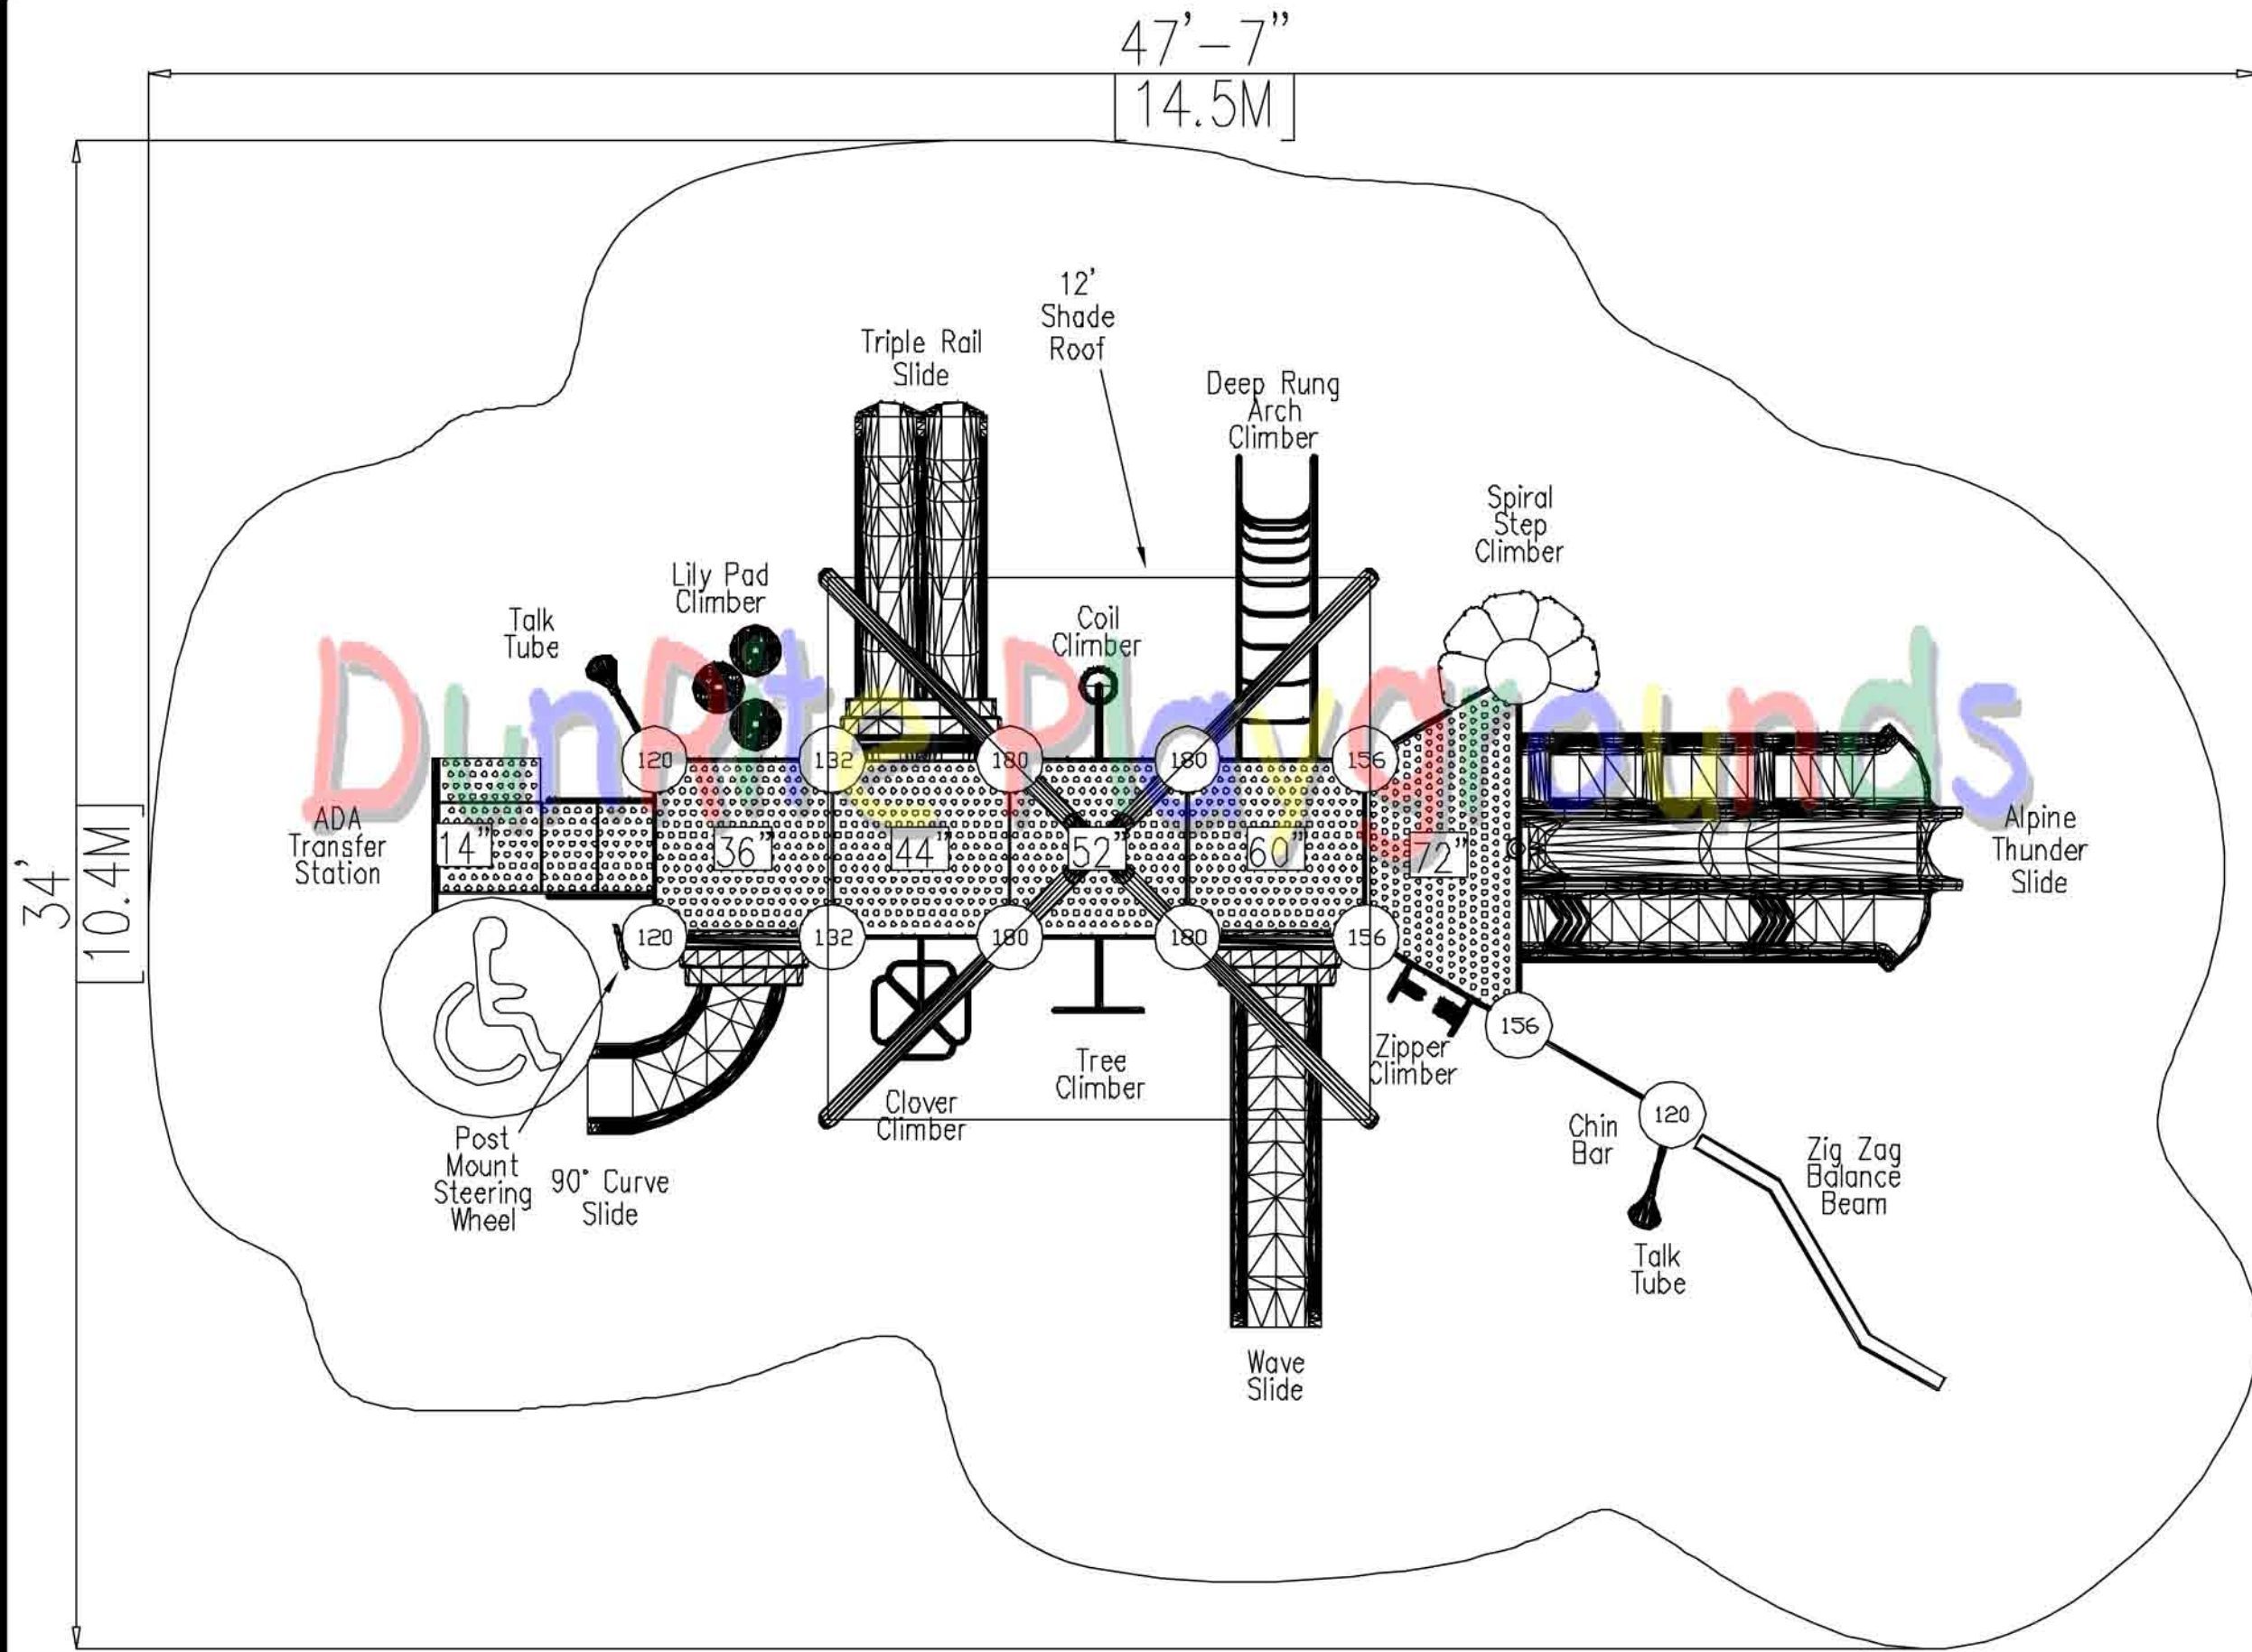 47'-7"
[14.5M]
34'
[10.4M]
12'
Shade
Roof
Triple Rail
Slide
Deep Rung
Arch
Climber
Spiral
Step
Climber
Lily Pad
Climber
Talk
Tube
Coil
Climber
DunRite Playgrounds
120
132
180
180
156
ADA
Transfer
Station
14"
36"
44"
52"
60"
72"
Alpine
Thunder
Slide
120
132
180
180
156
156
Zipper
Climber
Tree
Climber
Clover
Climber
120
Chin
Bar
Post
Mount
Steering
Wheel
90° Curve
Slide
Zig Zag
Balance
Beam
Talk
Tube
Wave
Slide